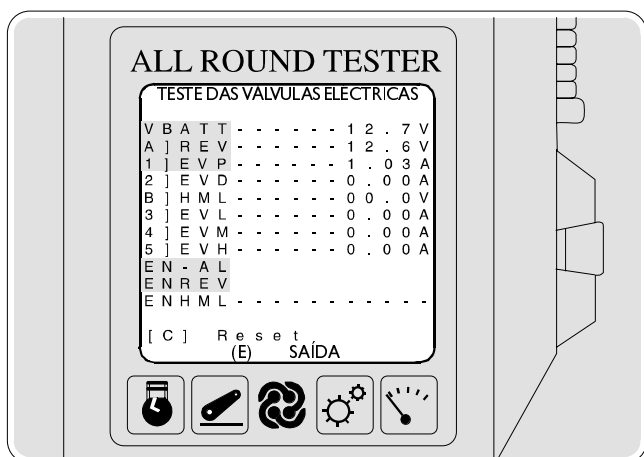 ALL ROUND TESTER
TESTE DAS VALVULAS ELECTRICAS
VBATT------12.7V
A]REV------12.6V
1]EVP------1.03A
2]EVD------0.00A
B]HML------00.0V
3]EVL------0.00A
4]EVM------0.00A
5]EVH------0.00A
EN-AL
ENREV
ENHML-----------
[C] Reset
(E) SAÍDA